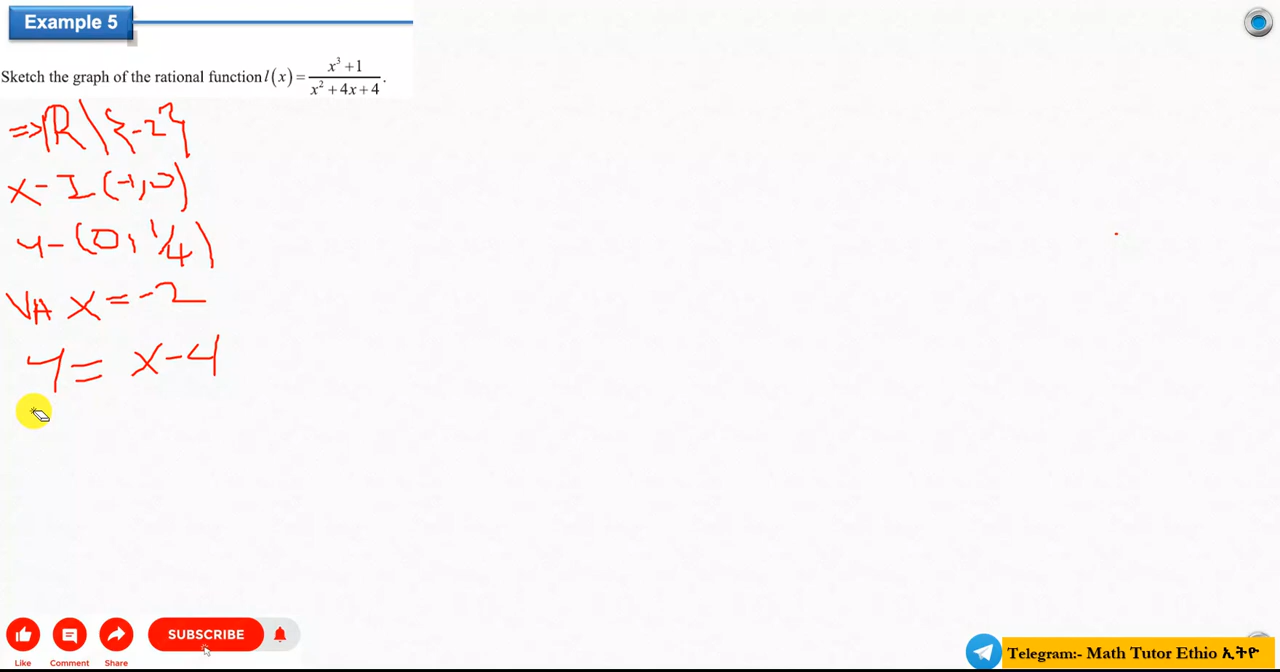 Example 5
Sketch the graph of the rational function l(x) = (x³ + 1)/(x² + 4x + 4).
⇒ℝ \ {-2}
x - I (-1, 0)
y - (0, 1/4)
VA x = -2
y = x - 4
SUBSCRIBE
Like Comment Share
Telegram:- Math Tutor Ethio ኢትዮ